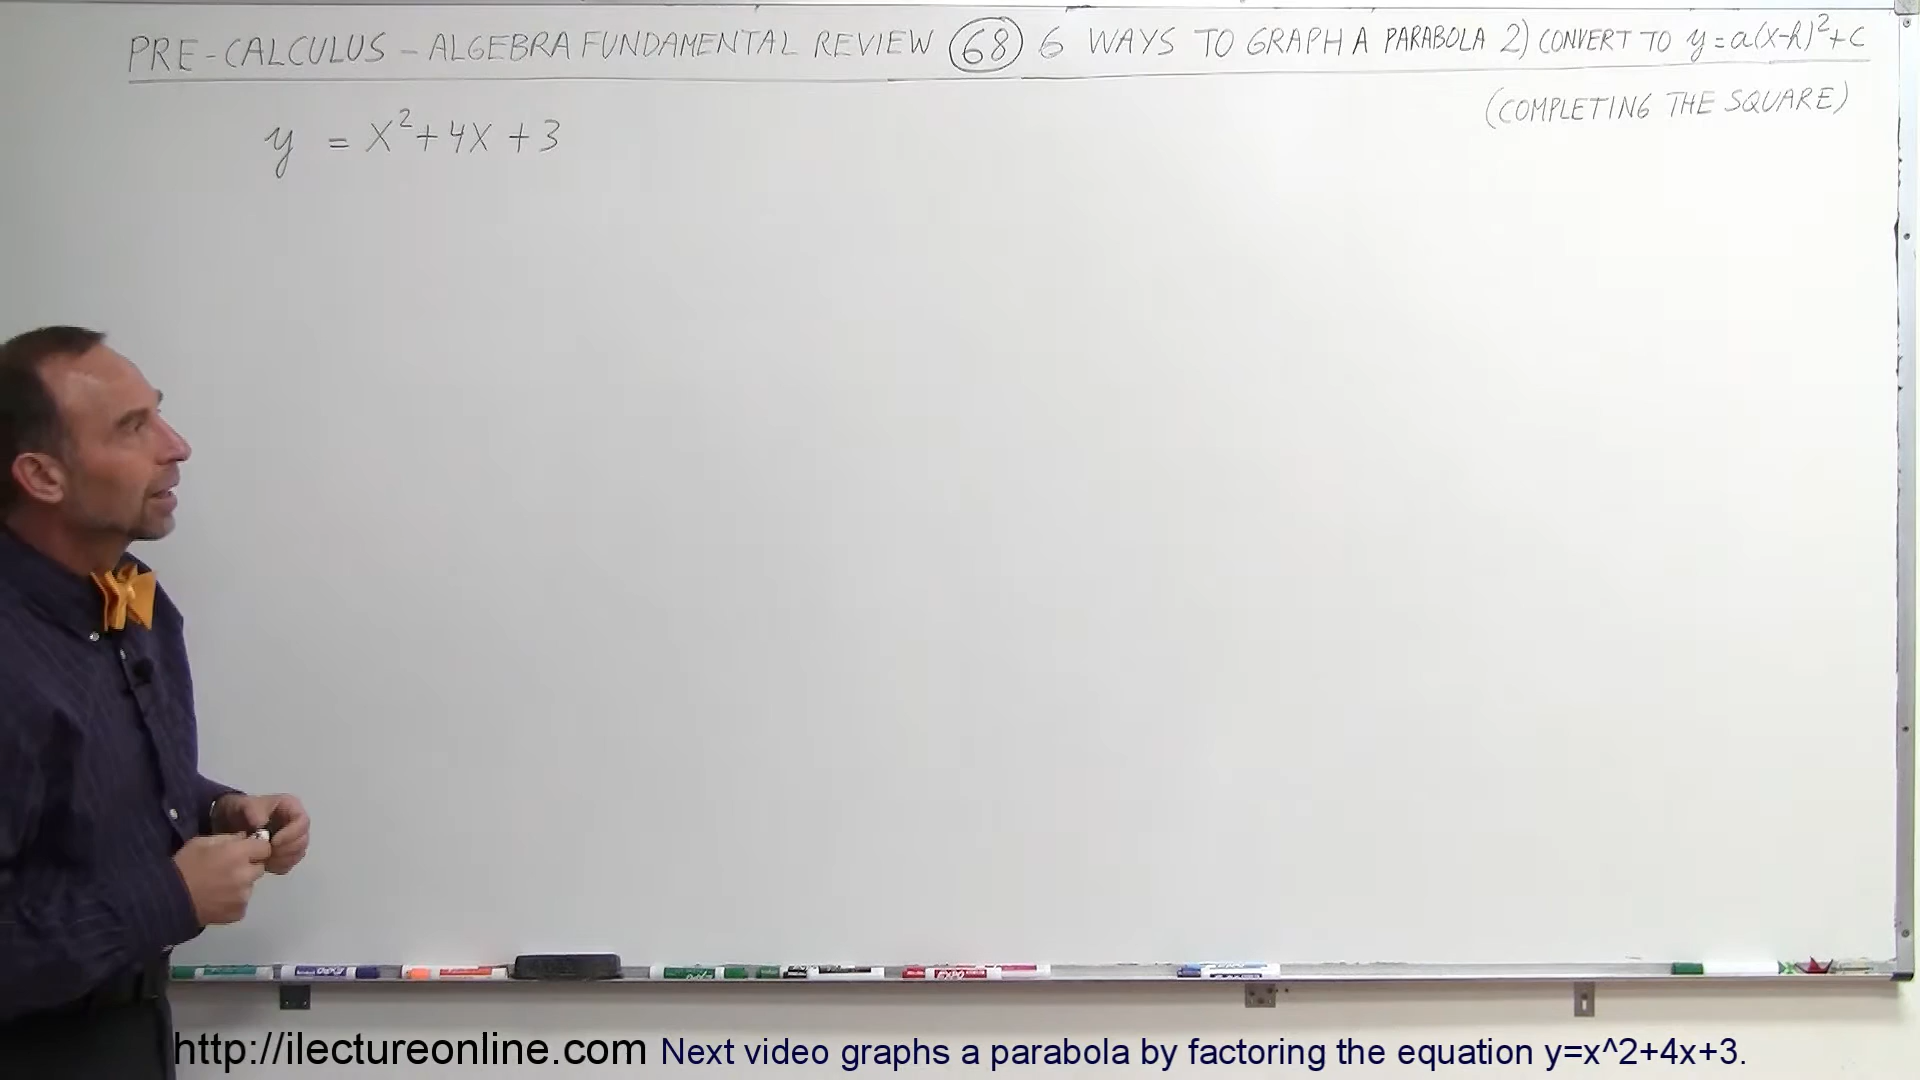 PRE-CALCULUS – ALGEBRA FUNDAMENTAL REVIEW 68 6 WAYS TO GRAPH A PARABOLA 2) CONVERT TO y=a(x-h)²+c
(COMPLETING THE SQUARE)
y = x²+4x+3
http://ilectureonline.com Next video graphs a parabola by factoring the equation y=x^2+4x+3.